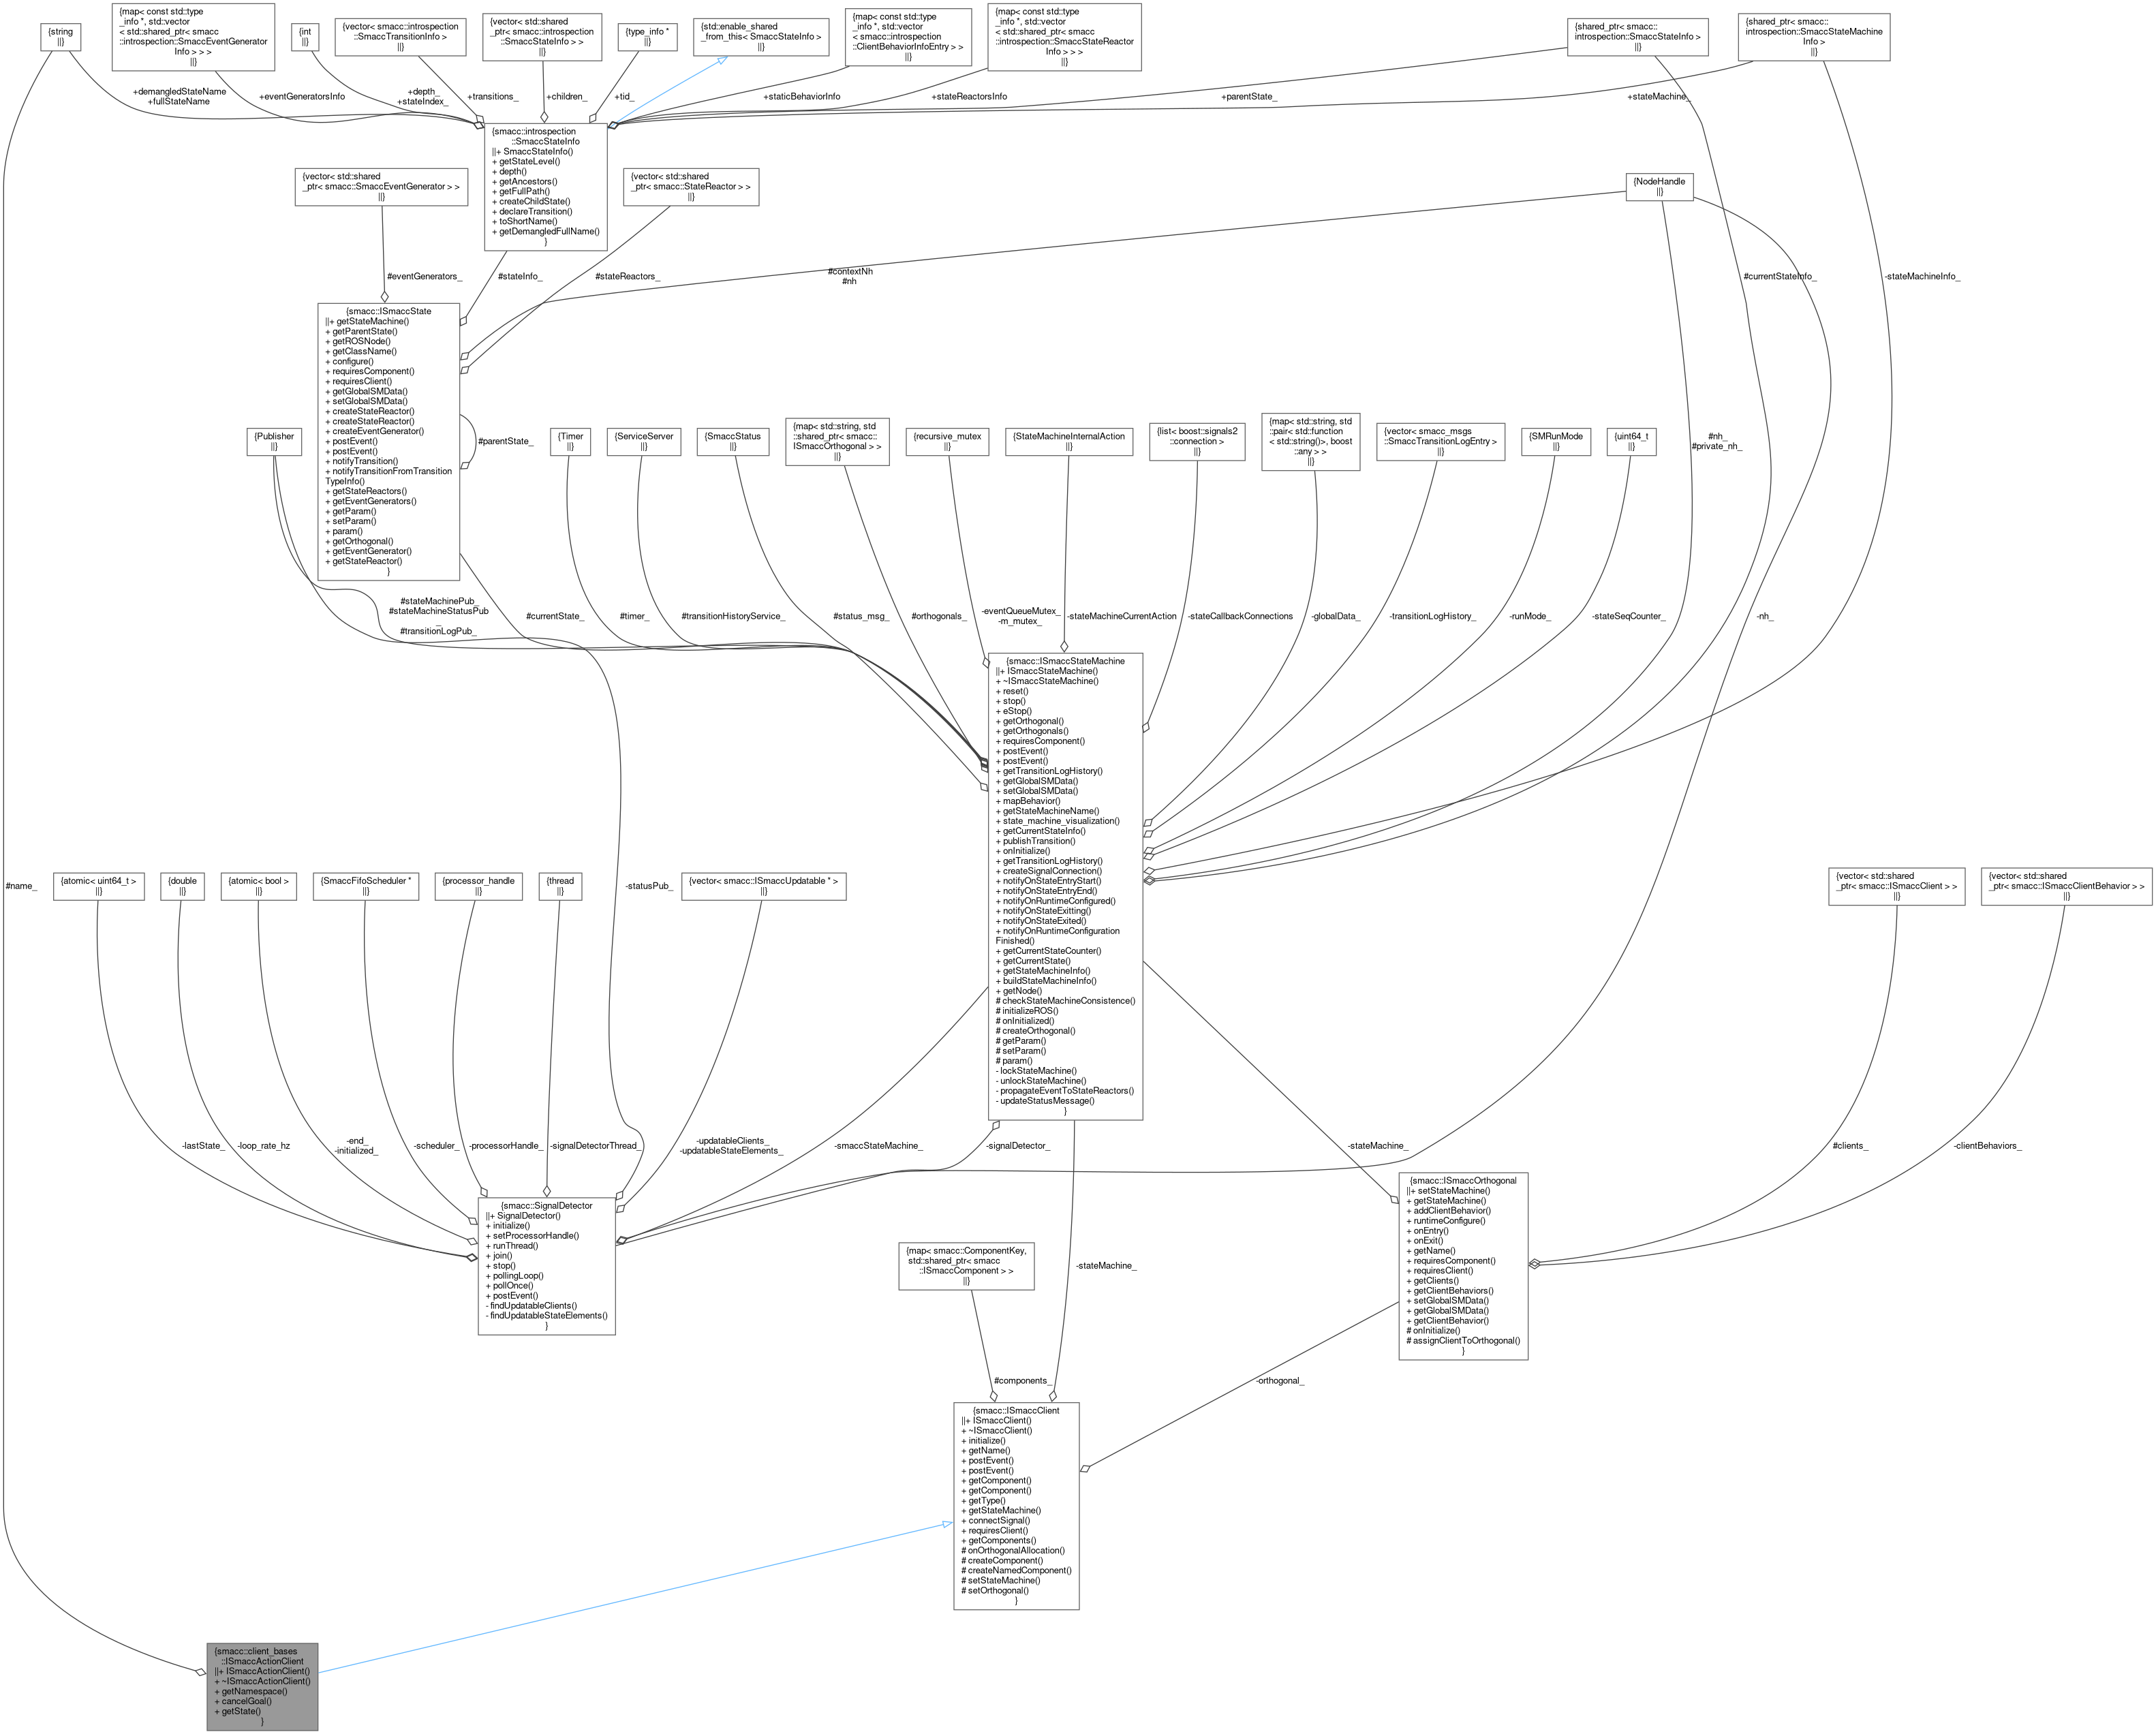 {string
||}
{map< const std::type
_info *, std::vector
< std::shared_ptr< smacc
::introspection::SmaccEventGenerator
Info > > >
||}
{int
||}
{vector< smacc::introspection
::SmaccTransitionInfo >
||}
{vector< std::shared
_ptr< smacc::introspection
::SmaccStateInfo > >
||}
{type_info *
||}
{std::enable_shared
_from_this< SmaccStateInfo >
||}
{map< const std::type
_info *, std::vector
< smacc::introspection
::ClientBehaviorInfoEntry > >
||}
{map< const std::type
_info *, std::vector
< std::shared_ptr< smacc
::introspection::SmaccStateReactor
Info > > >
||}
{shared_ptr< smacc::
introspection::SmaccStateInfo >
||}
{shared_ptr< smacc::
introspection::SmaccStateMachine
Info >
||}
+demangledStateName
+fullStateName
+eventGeneratorsInfo
+depth_
+stateIndex_
+transitions_
+children_
+tid_
+staticBehaviorInfo
+stateReactorsInfo
+parentState_
+stateMachine_
{smacc::introspection
::SmaccStateInfo
||+ SmaccStateInfo()
+ getStateLevel()
+ depth()
+ getAncestors()
+ getFullPath()
+ createChildState()
+ declareTransition()
+ toShortName()
+ getDemangledFullName()
}
{vector< std::shared
_ptr< smacc::SmaccEventGenerator > >
||}
{vector< std::shared
_ptr< smacc::StateReactor > >
||}
{NodeHandle
||}
#eventGenerators_
#stateInfo_
#stateReactors_
#contextNh
#nh
#currentStateInfo_
-stateMachineInfo_
{smacc::ISmaccState
||+ getStateMachine()
+ getParentState()
+ getROSNode()
+ getClassName()
+ configure()
+ requiresComponent()
+ requiresClient()
+ getGlobalSMData()
+ setGlobalSMData()
+ createStateReactor()
+ createStateReactor()
+ createEventGenerator()
+ postEvent()
+ postEvent()
+ notifyTransition()
+ notifyTransitionFromTransition
TypeInfo()
+ getStateReactors()
+ getEventGenerators()
+ getParam()
+ setParam()
+ param()
+ getOrthogonal()
+ getEventGenerator()
+ getStateReactor()
}
#parentState_
{Publisher
||}
{Timer
||}
{ServiceServer
||}
{SmaccStatus
||}
{map< std::string, std
::shared_ptr< smacc::
ISmaccOrthogonal > >
||}
{recursive_mutex
||}
{StateMachineInternalAction
||}
{list< boost::signals2
::connection >
||}
{map< std::string, std
::pair< std::function
< std::string()>, boost
::any > >
||}
{vector< smacc_msgs
::SmaccTransitionLogEntry >
||}
{SMRunMode
||}
{uint64_t
||}
#nh_
#private_nh_
#stateMachinePub_
#stateMachineStatusPub
_
#transitionLogPub_
#currentState_
#timer_
#transitionHistoryService_
#status_msg_
#orthogonals_
-eventQueueMutex_
-m_mutex_
-stateMachineCurrentAction
-stateCallbackConnections
-globalData_
-transitionLogHistory_
-runMode_
-stateSeqCounter_
-nh_
{smacc::ISmaccStateMachine
||+ ISmaccStateMachine()
+ ~ISmaccStateMachine()
+ reset()
+ stop()
+ eStop()
+ getOrthogonal()
+ getOrthogonals()
+ requiresComponent()
+ postEvent()
+ postEvent()
+ getTransitionLogHistory()
+ getGlobalSMData()
+ setGlobalSMData()
+ mapBehavior()
+ getStateMachineName()
+ state_machine_visualization()
+ getCurrentStateInfo()
+ publishTransition()
+ onInitialize()
+ getTransitionLogHistory()
+ createSignalConnection()
+ notifyOnStateEntryStart()
+ notifyOnStateEntryEnd()
+ notifyOnRuntimeConfigured()
+ notifyOnStateExitting()
+ notifyOnStateExited()
+ notifyOnRuntimeConfiguration
Finished()
+ getCurrentStateCounter()
+ getCurrentState()
+ getStateMachineInfo()
+ buildStateMachineInfo()
+ getNode()
# checkStateMachineConsistence()
# initializeROS()
# onInitialized()
# createOrthogonal()
# getParam()
# setParam()
# param()
- lockStateMachine()
- unlockStateMachine()
- propagateEventToStateReactors()
- updateStatusMessage()
}
#name_
{atomic< uint64_t >
||}
{double
||}
{atomic< bool >
||}
{SmaccFifoScheduler *
||}
{processor_handle
||}
{thread
||}
-statusPub_
{vector< smacc::ISmaccUpdatable * >
||}
{vector< std::shared
_ptr< smacc::ISmaccClient > >
||}
{vector< std::shared
_ptr< smacc::ISmaccClientBehavior > >
||}
-lastState_
-loop_rate_hz
-end_
-initialized_
-scheduler_
-processorHandle_
-signalDetectorThread_
-updatableClients_
-updatableStateElements_
-smaccStateMachine_
-signalDetector_
-stateMachine_
#clients_
-clientBehaviors_
{smacc::SignalDetector
||+ SignalDetector()
+ initialize()
+ setProcessorHandle()
+ runThread()
+ join()
+ stop()
+ pollingLoop()
+ pollOnce()
+ postEvent()
- findUpdatableClients()
- findUpdatableStateElements()
}
{smacc::ISmaccOrthogonal
||+ setStateMachine()
+ getStateMachine()
+ addClientBehavior()
+ runtimeConfigure()
+ onEntry()
+ onExit()
+ getName()
+ requiresComponent()
+ requiresClient()
+ getClients()
+ getClientBehaviors()
+ setGlobalSMData()
+ getGlobalSMData()
+ getClientBehavior()
# onInitialize()
# assignClientToOrthogonal()
}
{map< smacc::ComponentKey,
std::shared_ptr< smacc
::ISmaccComponent > >
||}
-stateMachine_
#components_
-orthogonal_
{smacc::ISmaccClient
||+ ISmaccClient()
+ ~ISmaccClient()
+ initialize()
+ getName()
+ postEvent()
+ postEvent()
+ getComponent()
+ getComponent()
+ getType()
+ getStateMachine()
+ connectSignal()
+ requiresClient()
+ getComponents()
# onOrthogonalAllocation()
# createComponent()
# createNamedComponent()
# setStateMachine()
# setOrthogonal()
}
{smacc::client_bases
::ISmaccActionClient
||+ ISmaccActionClient()
+ ~ISmaccActionClient()
+ getNamespace()
+ cancelGoal()
+ getState()
}